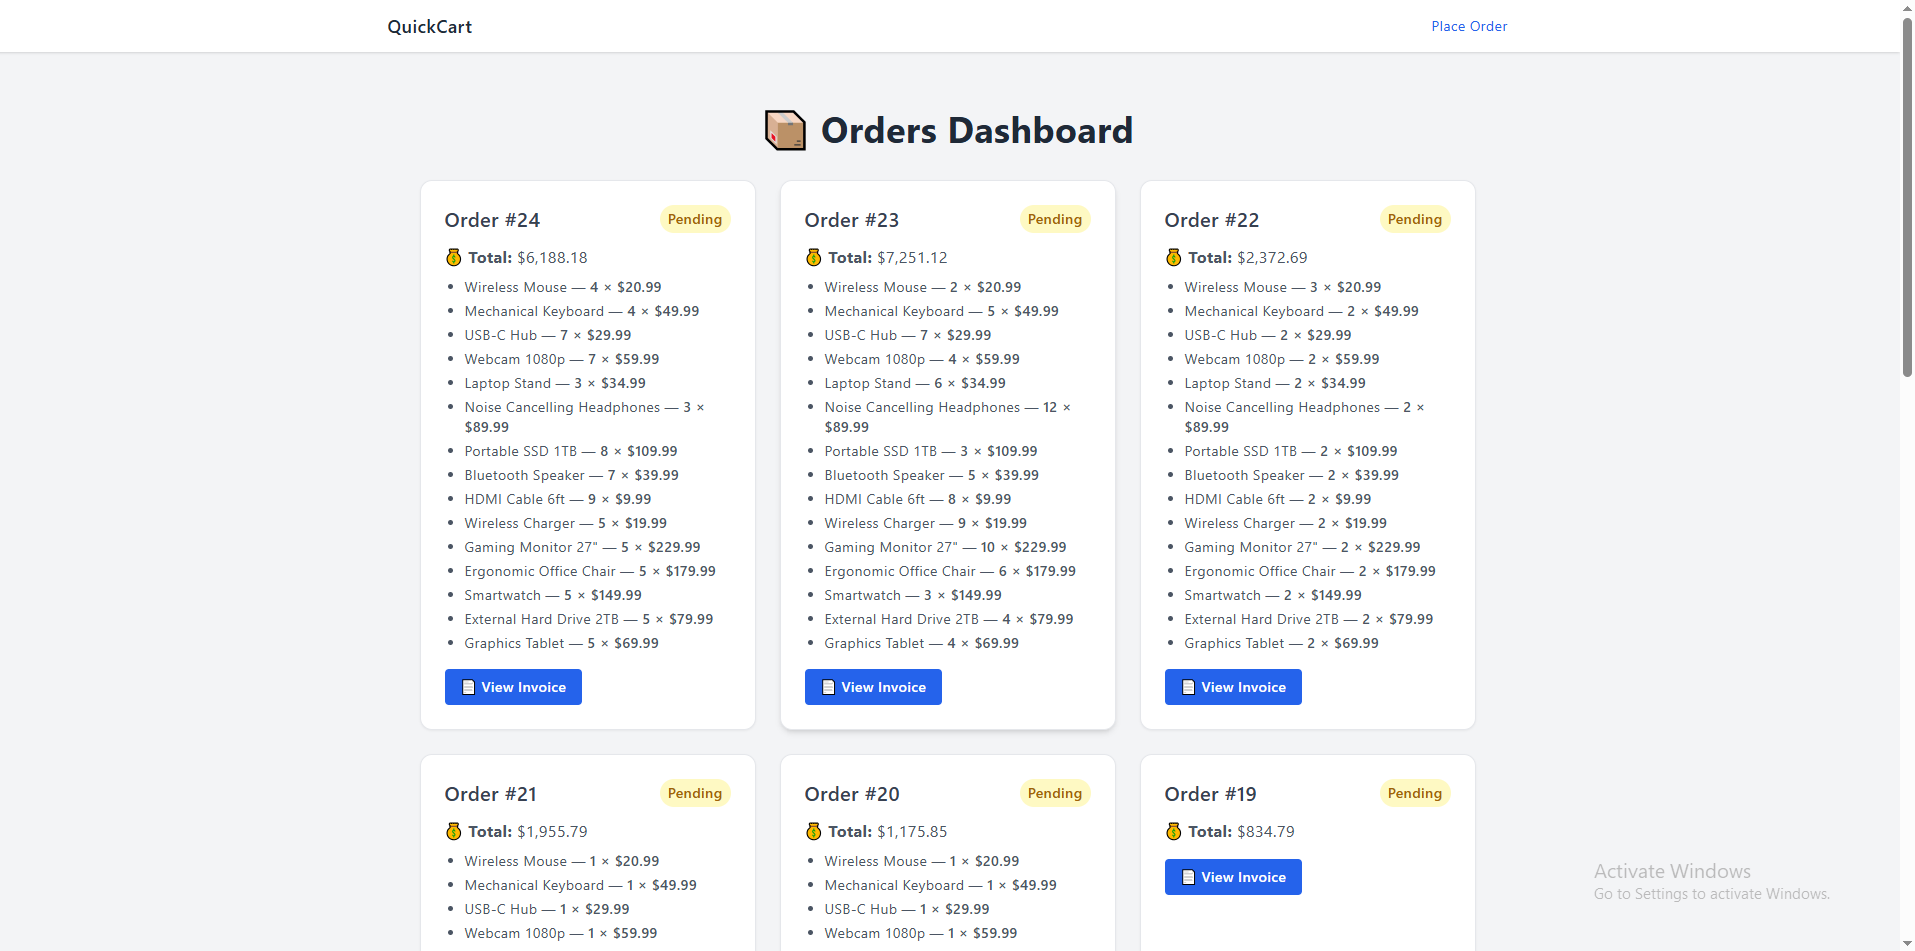 QuickCart
Place Order
Orders Dashboard
Order #24
Pending
Total: $6,188.18
• Wireless Mouse — 4 × $20.99
• Mechanical Keyboard — 4 × $49.99
• USB-C Hub — 7 × $29.99
• Webcam 1080p — 7 × $59.99
• Laptop Stand — 3 × $34.99
• Noise Cancelling Headphones — 3 ×
$89.99
• Portable SSD 1TB — 8 × $109.99
• Bluetooth Speaker — 7 × $39.99
• HDMI Cable 6ft — 9 × $9.99
• Wireless Charger — 5 × $19.99
• Gaming Monitor 27" — 5 × $229.99
• Ergonomic Office Chair — 5 × $179.99
• Smartwatch — 5 × $149.99
• External Hard Drive 2TB — 5 × $79.99
• Graphics Tablet — 5 × $69.99
View Invoice
Order #23
Pending
Total: $7,251.12
• Wireless Mouse — 2 × $20.99
• Mechanical Keyboard — 5 × $49.99
• USB-C Hub — 7 × $29.99
• Webcam 1080p — 4 × $59.99
• Laptop Stand — 6 × $34.99
• Noise Cancelling Headphones — 12 ×
$89.99
• Portable SSD 1TB — 3 × $109.99
• Bluetooth Speaker — 5 × $39.99
• HDMI Cable 6ft — 8 × $9.99
• Wireless Charger — 9 × $19.99
• Gaming Monitor 27" — 10 × $229.99
• Ergonomic Office Chair — 6 × $179.99
• Smartwatch — 3 × $149.99
• External Hard Drive 2TB — 4 × $79.99
• Graphics Tablet — 4 × $69.99
View Invoice
Order #22
Pending
Total: $2,372.69
• Wireless Mouse — 3 × $20.99
• Mechanical Keyboard — 2 × $49.99
• USB-C Hub — 2 × $29.99
• Webcam 1080p — 2 × $59.99
• Laptop Stand — 2 × $34.99
• Noise Cancelling Headphones — 2 ×
$89.99
• Portable SSD 1TB — 2 × $109.99
• Bluetooth Speaker — 2 × $39.99
• HDMI Cable 6ft — 2 × $9.99
• Wireless Charger — 2 × $19.99
• Gaming Monitor 27" — 2 × $229.99
• Ergonomic Office Chair — 2 × $179.99
• Smartwatch — 2 × $149.99
• External Hard Drive 2TB — 2 × $79.99
• Graphics Tablet — 2 × $69.99
View Invoice
Order #21
Pending
Total: $1,955.79
• Wireless Mouse — 1 × $20.99
• Mechanical Keyboard — 1 × $49.99
• USB-C Hub — 1 × $29.99
• Webcam 1080p — 1 × $59.99
Order #20
Pending
Total: $1,175.85
• Wireless Mouse — 1 × $20.99
• Mechanical Keyboard — 1 × $49.99
• USB-C Hub — 1 × $29.99
• Webcam 1080p — 1 × $59.99
Order #19
Pending
Total: $834.79
View Invoice
Activate Windows
Go to Settings to activate Windows.